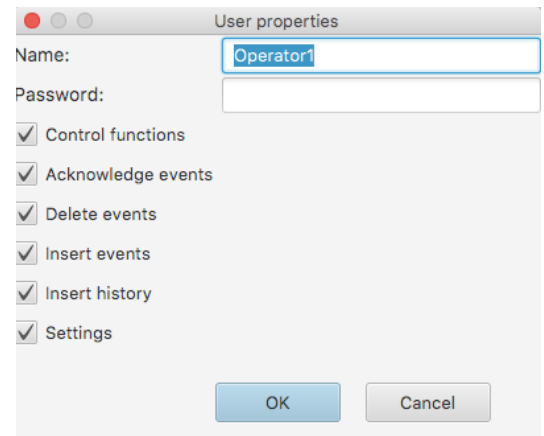 User properties
Name: Operator1
Password:
Control functions
Acknowledge events
Delete events
Insert events
Insert history
Settings
OK Cancel